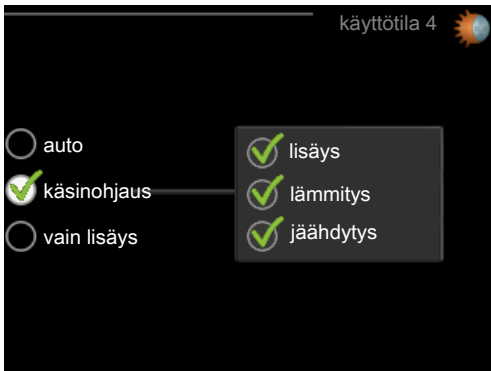 käyttötila 4
auto
käsinohjaus
vain lisäys
lisäys
lämmitys
jäähdytys